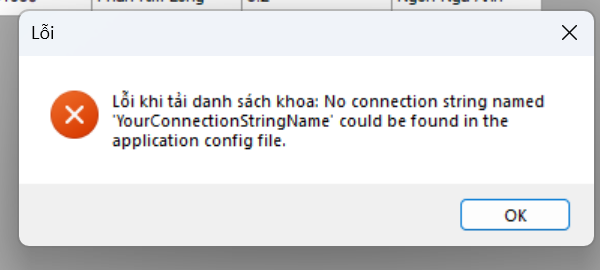 Lỗi
Lỗi khi tải danh sách khoa: No connection string named
'YourConnectionStringName' could be found in the
application config file.
OK